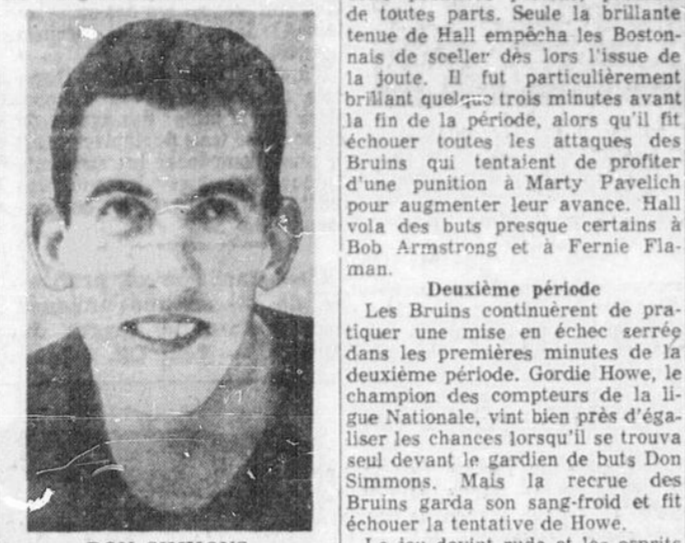 de toutes parts. Seule la brillante
tenue de Hall empêcha les Boston-
nais de sceller dès lors l'issue de
la joute. Il fut particulièrement
brillant quelque trois minutes avant
la fin de la période, alors qu'il fit
échouer toutes les attaques des
Bruins qui tentaient de profiter
d'une punition à Marty Pavelich
pour augmenter leur avance. Hall
vola des buts presque certains à
Bob Armstrong et à Fernie Fla-
man.
Deuxième période
Les Bruins continuèrent de pra-
tiquer une mise en échec serrée
dans les premières minutes de la
deuxième période. Gordie Howe, le
champion des compteurs de la li-
gue Nationale, vint bien près d'éga-
liser les chances lorsqu'il se trouva
seul devant le gardien de buts Don
Simmons. Mais la recrue des
Bruins garda son sang-froid et fit
échouer la tentative de Howe.